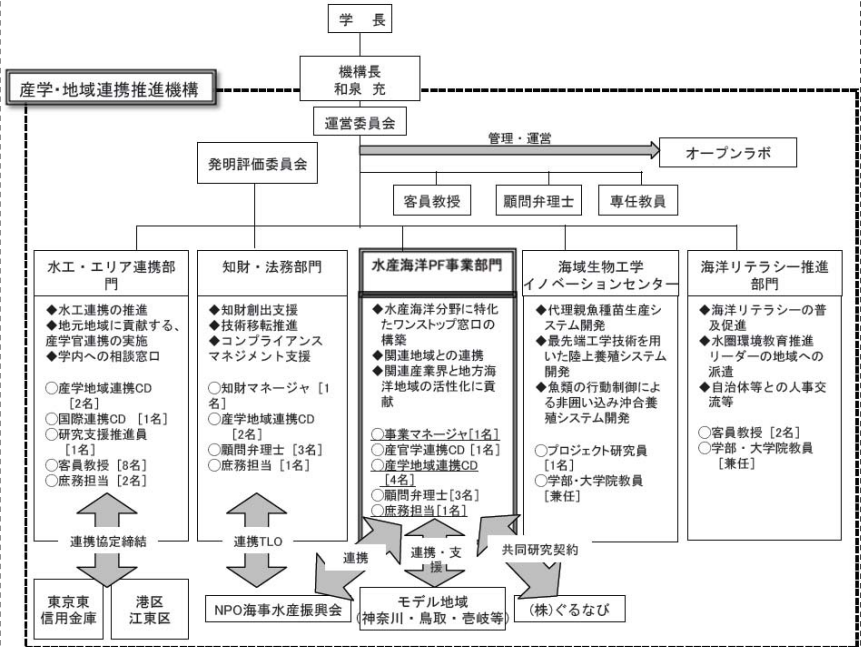 学　長
機構長
和泉　充
産学・地域連携推進機構
運営委員会
管理・運営
オープンラボ
発明評価委員会
客員教授
顧問弁理士
専任教員
水工・エリア連携部
門
◆水工連携の推進
◆地元地域に貢献する、
産学官連携の実施
◆学内への相談窓口
○産学地域連携CD
[2名]
○国際連携CD [1名]
○研究支援推進員
[1名]
○客員教授 [8名]
○庶務担当 [2名]
知財・法務部門
◆知財創出支援
◆技術移転推進
◆コンプライアンス
マネジメント支援
○知財マネージャ [1
名]
○産学地域連携CD
[2名]
○顧問弁理士 [3名]
○庶務担当 [1名]
水産海洋PF事業部門
◆水産海洋分野に特化
たワンストップ窓口の
構築
◆関連地域との連携
◆関連産業界と地方海
洋地域の活性化に貢
献
○事業マネージャ[1名]
○産官学連携CD [1名]
○産学地域連携CD
[4名]
○顧問弁理士[3名]
○庶務担当[1名]
海域生物工学
イノベーションセンター
◆代理親魚種苗生産シ
ステム開発
◆最先端工学技術を用
いた陸上養殖システム
開発
◆魚類の行動制御によ
る非囲い込み沖合養
殖システム開発
○プロジェクト研究員
[1名]
○学部・大学院教員
[兼任]
海洋リテラシー推進
部門
◆海洋リテラシーの普
及促進
◆水圏環境教育推進
リーダーの地域への
派遣
◆自治体等との人事交
流等
○客員教授 [2名]
○学部・大学院教員
[兼任]
連携協定締結
連携TLO
連携
連携・支
援
共同研究契約
東京東
信用金庫
港区
江東区
NPO海事水産振興会
モデル地域
(神奈川・鳥取・壱岐等)
(株)ぐるなび